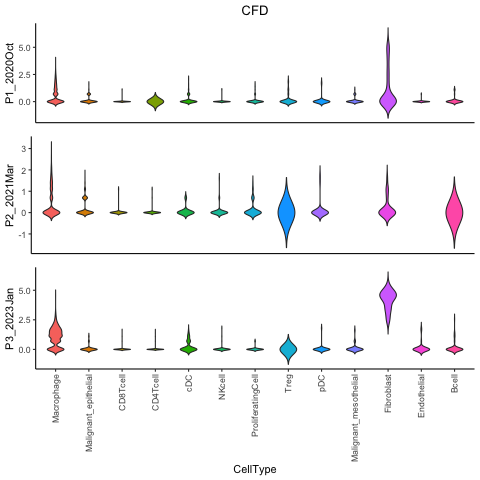 CFD
P1_2020Oct
5.0
2.5
0.0
P2_2021Mar
3
2
1
0
-1
P3_2023Jan
5.0
2.5
0.0
Macrophage
Malignant_epithelial
CD8Tcell
CD4Tcell
cDC
NKcell
ProliferatingCell
Treg
pDC
Malignant_mesothelial
Fibroblast
Endothelial
Bcell
CellType